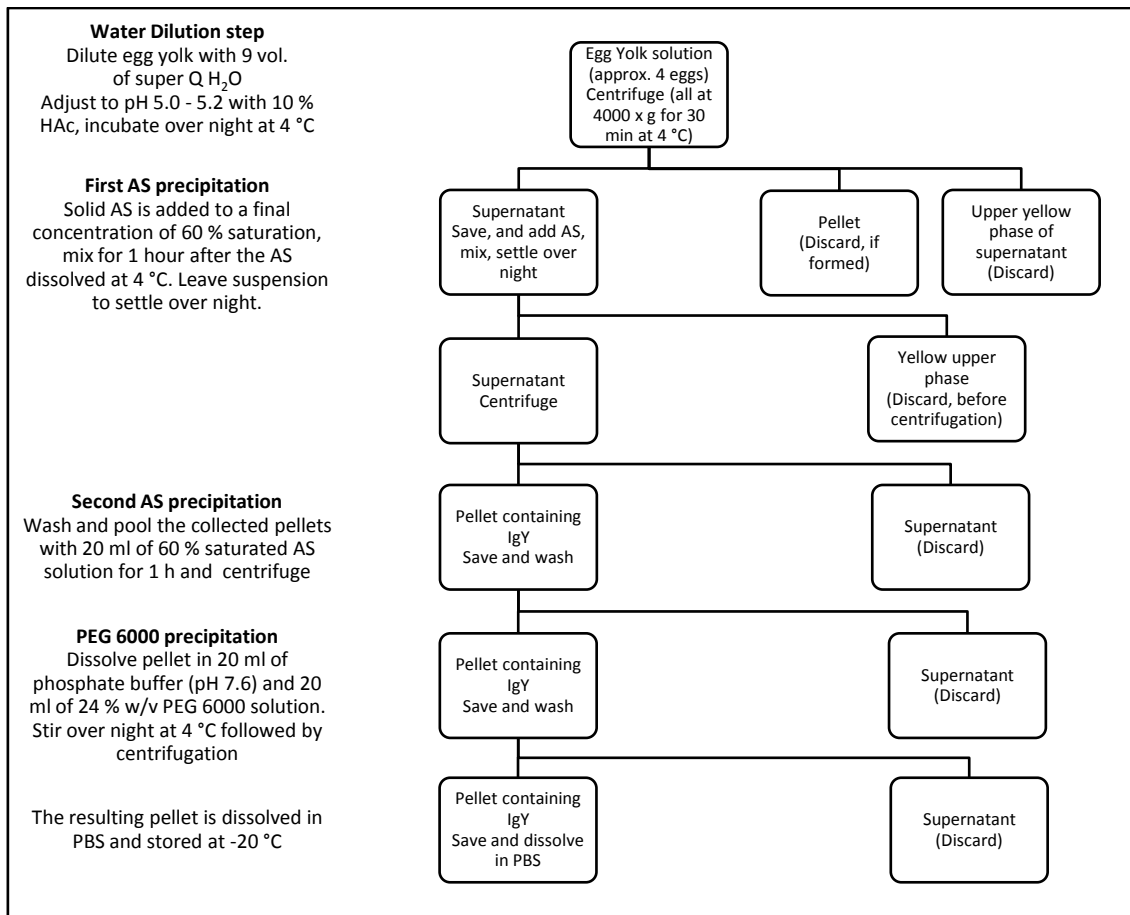 Water Dilution step
Dilute egg yolk with 9 vol.
of super Q H₂O
Adjust to pH 5.0 - 5.2 with 10 %
HAc, incubate over night at 4 °C
Egg Yolk solution
(approx. 4 eggs)
Centrifuge (all at
4000 x g for 30
min at 4 °C)
First AS precipitation
Solid AS is added to a final
concentration of 60 % saturation,
mix for 1 hour after the AS
dissolved at 4 °C. Leave suspension
to settle over night.
Supernatant
Save, and add AS,
mix, settle over
night
Pellet
(Discard, if
formed)
Upper yellow
phase of
supernatant
(Discard)
Supernatant
Centrifuge
Yellow upper
phase
(Discard, before
centrifugation)
Second AS precipitation
Wash and pool the collected pellets
with 20 ml of 60 % saturated AS
solution for 1 h and  centrifuge
Pellet containing
IgY
Save and wash
Supernatant
(Discard)
PEG 6000 precipitation
Dissolve pellet in 20 ml of
phosphate buffer (pH 7.6) and 20
ml of 24 % w/v PEG 6000 solution.
Stir over night at 4 °C followed by
centrifugation
Pellet containing
IgY
Save and wash
Supernatant
(Discard)
The resulting pellet is dissolved in
PBS and stored at -20 °C
Pellet containing
IgY
Save and dissolve
in PBS
Supernatant
(Discard)